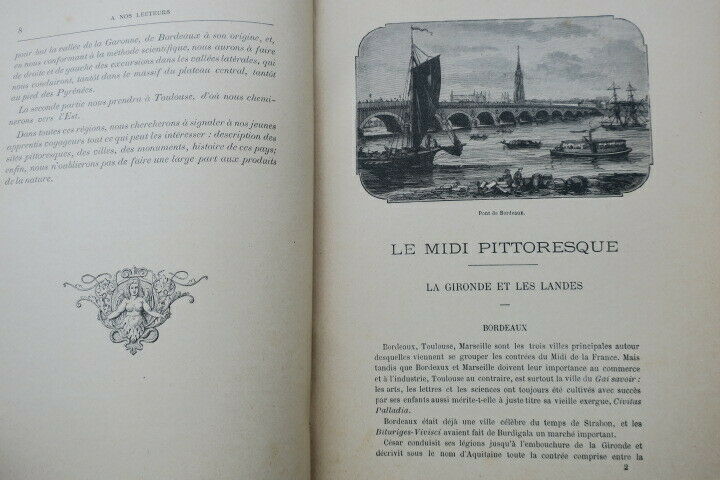 8
A NOS LECTEURS
pour but la vallée de la Garonne, de Bordeaux à son origine, et,
en nous conformant à la méthode scientifique, nous aurons à faire
de droite et de gauche des excursions dans les vallées latérales, qui
nous conduiront, tantôt dans le massif du plateau central, tantôt
au pied des Pyrénées.
La seconde partie nous prendra à Toulouse, d'où nous chemi-
nerons vers l'Est.
Dans toutes ces régions, nous chercherons à signaler à nos jeunes
apprentis voyageurs tout ce qui peut les intéresser : description des
sites pittoresques, des villes, des monuments, histoire de ces pays;
enfin, nous n'oublierons pas de faire une large part aux produits
de la nature.
Pont de Bordeaux.
LE MIDI PITTORESQUE
LA GIRONDE ET LES LANDES
BORDEAUX
Bordeaux, Toulouse, Marseille sont les trois villes principales autour
desquelles viennent se grouper les contrées du Midi de la France. Mais
tandis que Bordeaux et Marseille doivent leur importance au commerce
et à l'industrie, Toulouse au contraire, est surtout la ville du Gai savoir :
les arts, les lettres et les sciences ont toujours été cultivés avec succès
par ses enfants aussi mérite-t-elle à juste titre sa vieille exergue, Civitus
Palladia.
Bordeaux était déjà une ville célèbre du temps de Strabon, et les
Bituriges-Vivisci avaient fait de Burdigala un marché important.
César conduisit ses légions jusqu'à l'embouchure de la Gironde et
décrivit sous le nom d'Aquitaine toute la contrée comprise entre la
2